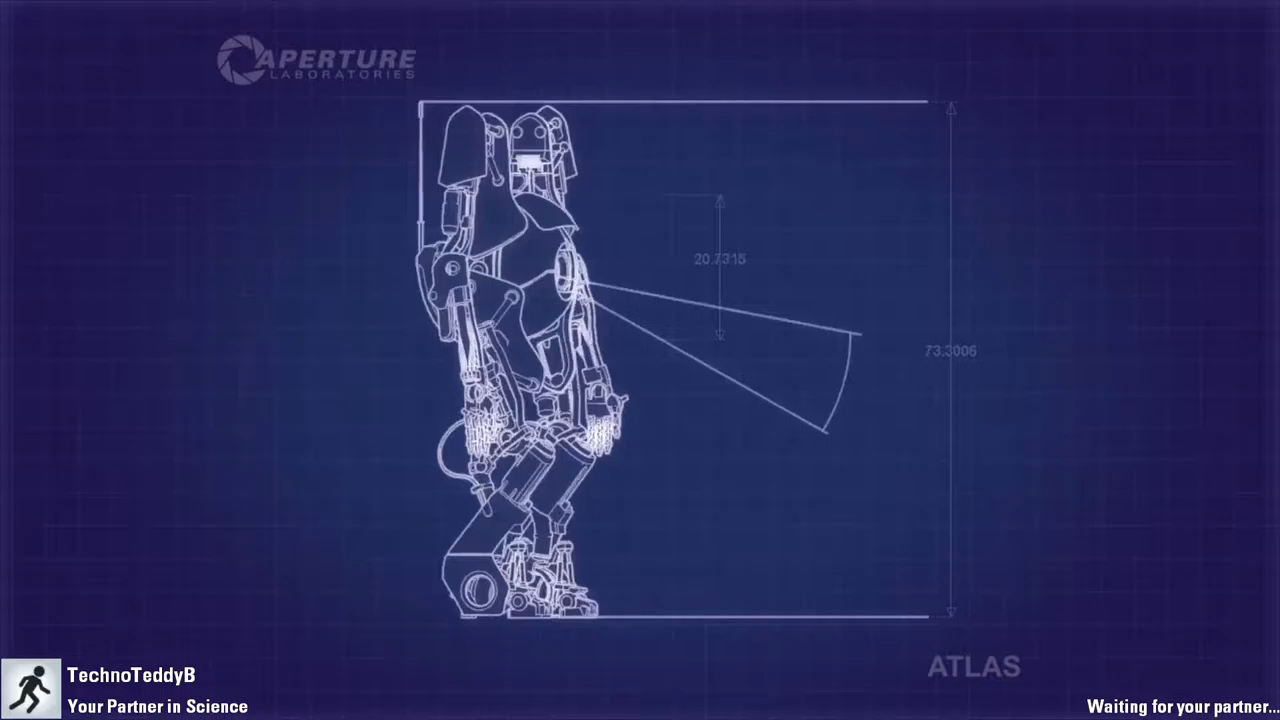 APERTURE
LABORATORIES
20.7315
73.3006
ATLAS
TechnoTeddyB
Your Partner in Science
Waiting for your partner...